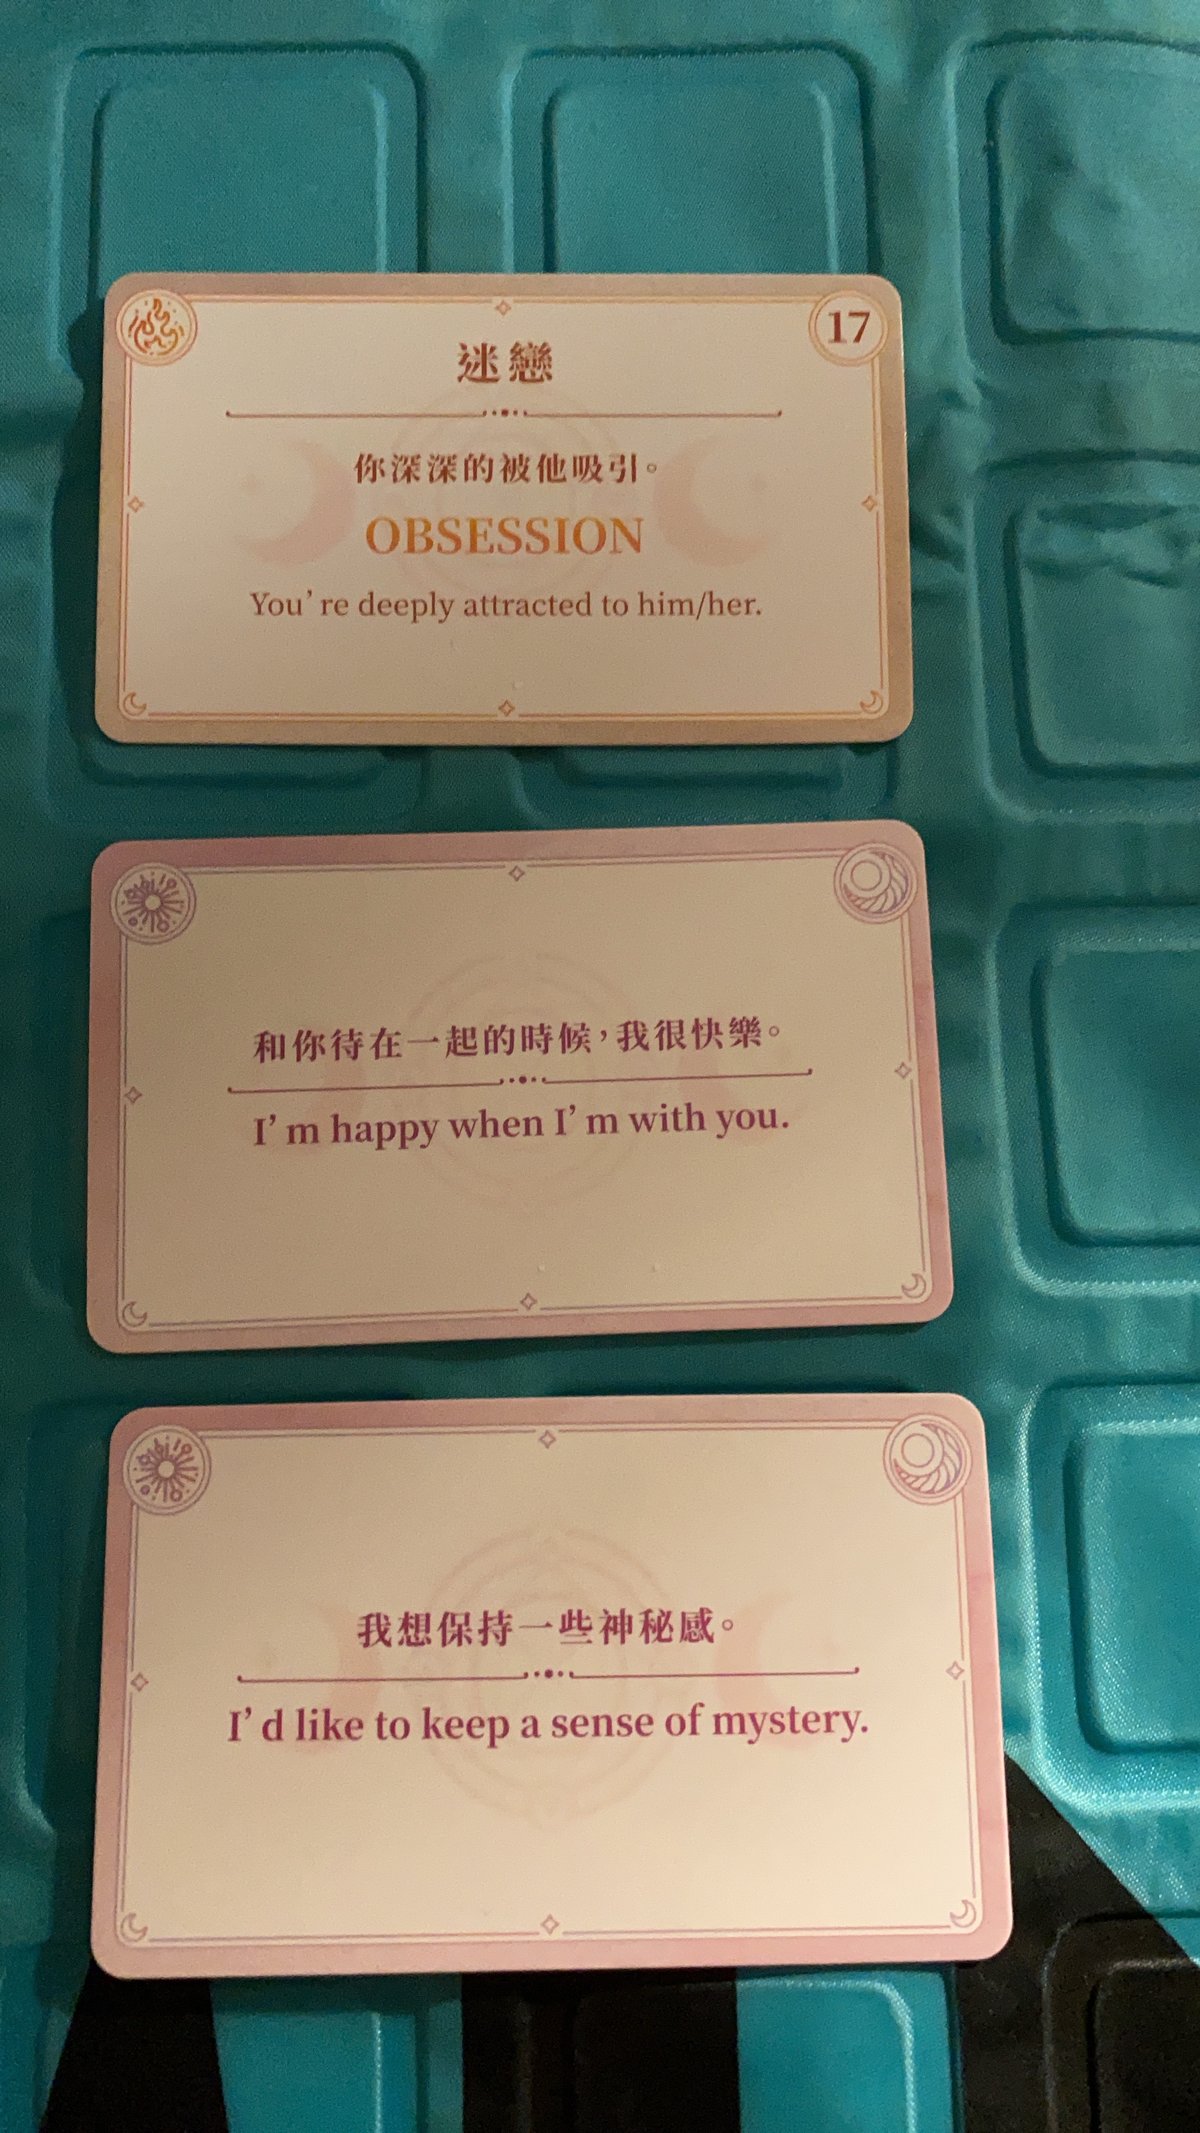 17
迷戀
你深深的被他吸引。
OBSESSION
You're deeply attracted to him/her.
和你待在一起的時候，我很快樂。
I'm happy when I'm with you.
我想保持一些神秘感。
I'd like to keep a sense of mystery.